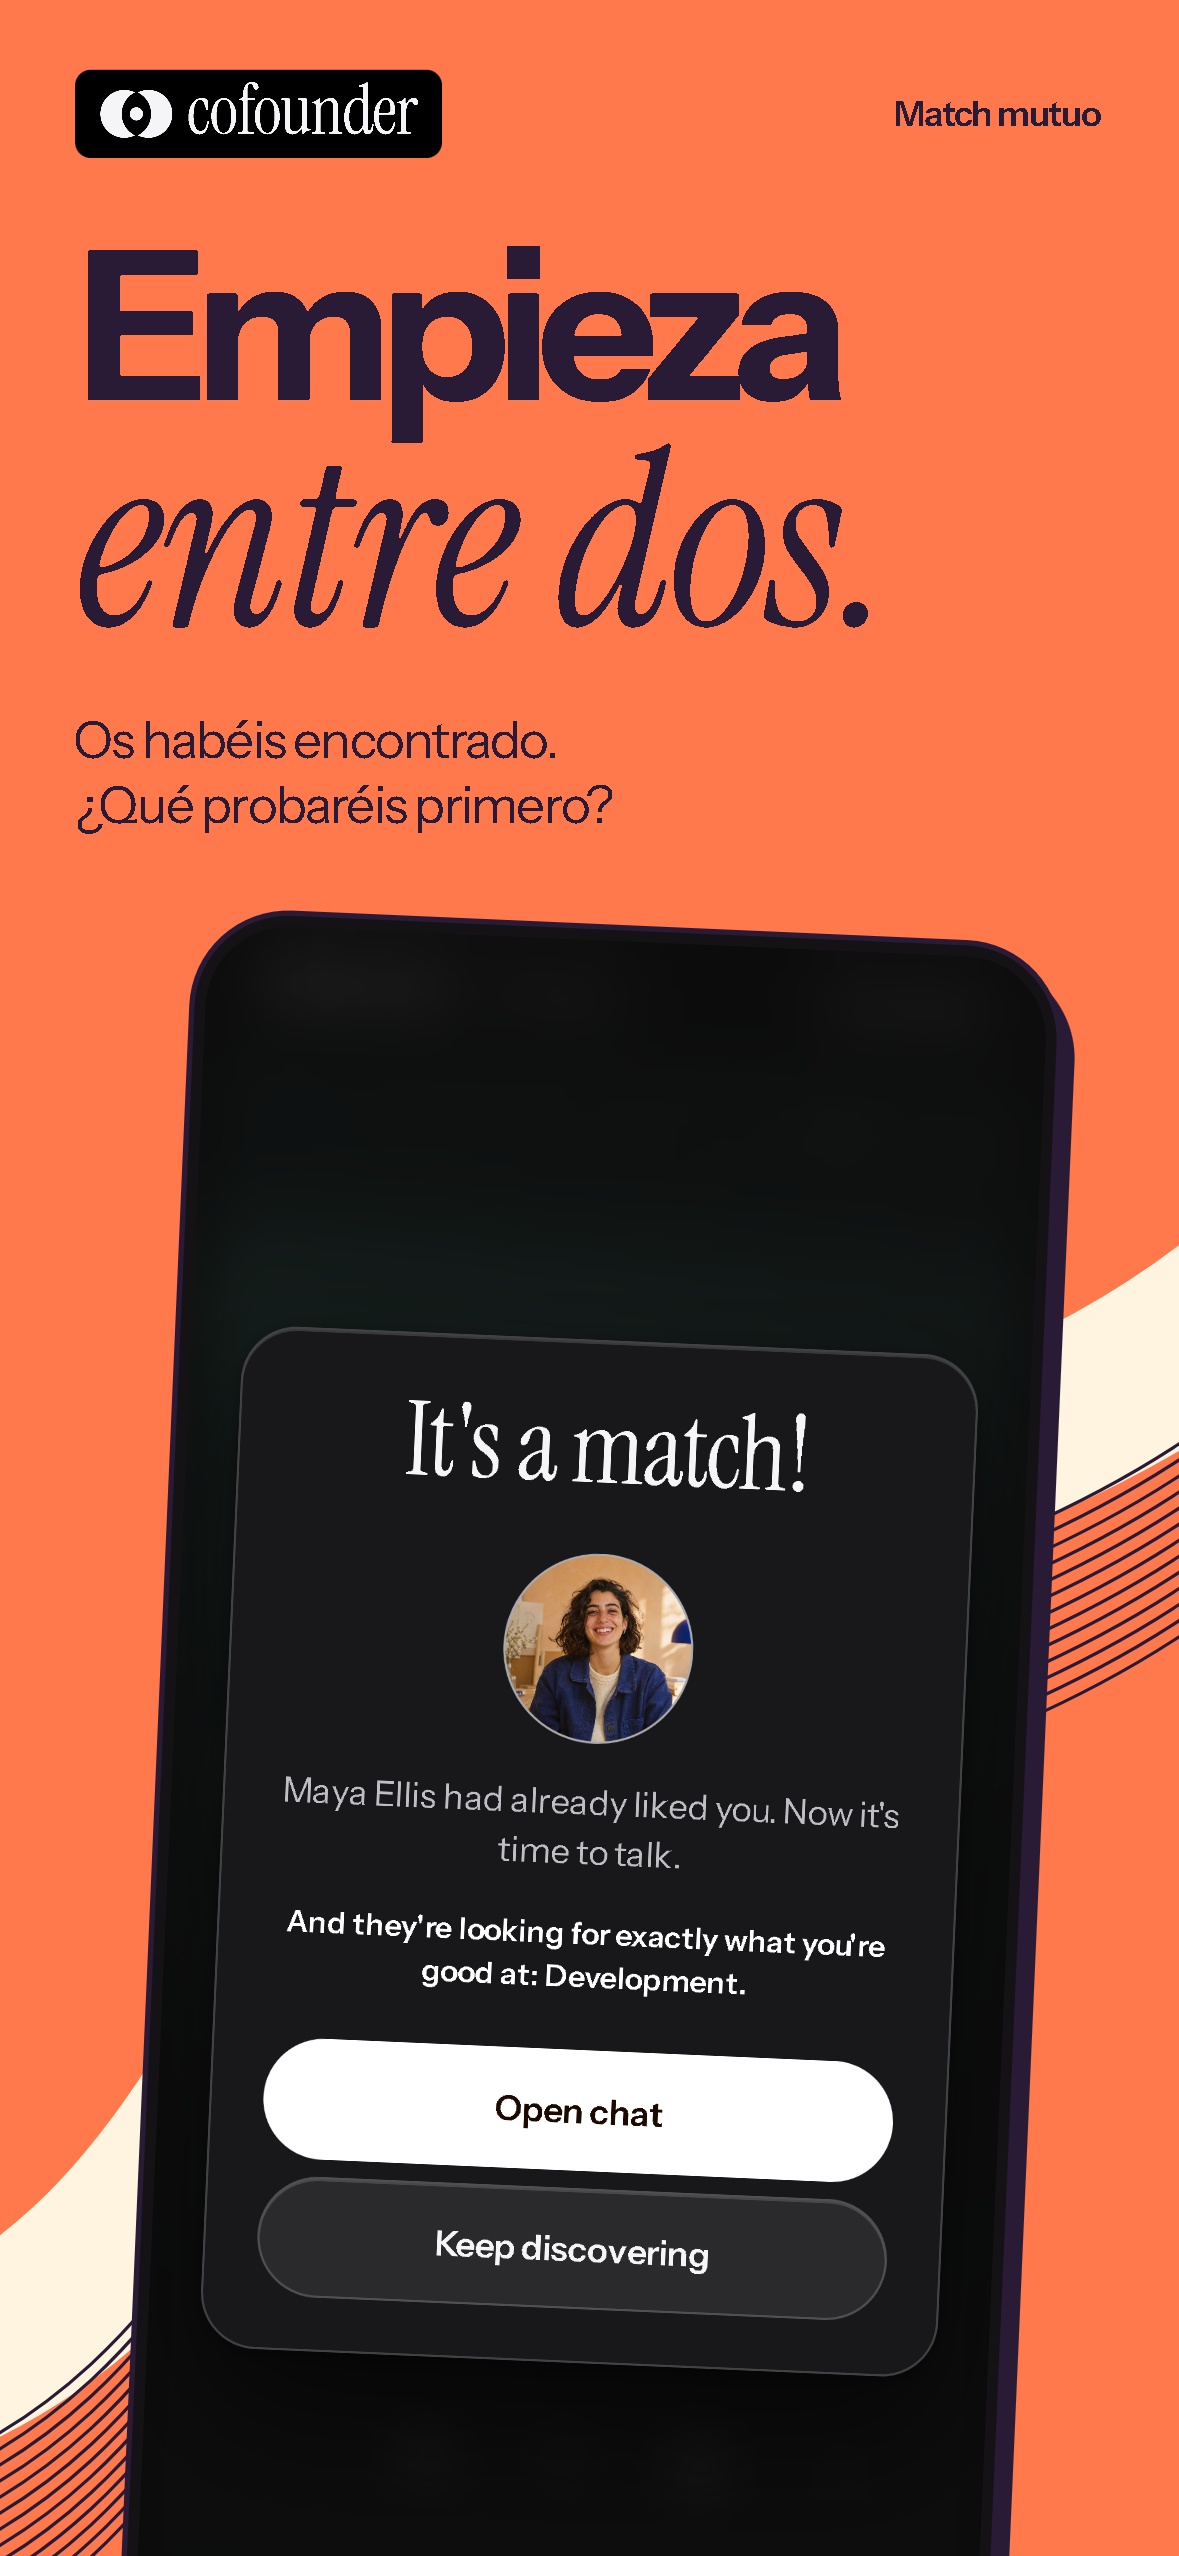 cofounder
Match mutuo
Empieza
entre dos.
Os habéis encontrado.
¿Qué probaréis primero?
It's a match!
Maya Ellis had already liked you. Now it's
time to talk.
And they're looking for exactly what you're
good at: Development.
Open chat
Keep discovering